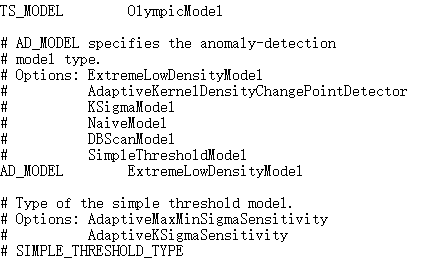 TS_MODEL OlympicModel
# AD_MODEL specifies the anomaly-detection
# model type.
# Options: ExtremeLowDensityModel
# AdaptiveKernelDensityChangePointDetector
# KSigmaModel
# NaiveModel
# DBScanModel
# SimpleThresholdModel
AD_MODEL ExtremeLowDensityModel
# Type of the simple threshold model.
# Options: AdaptiveMaxMinSigmaSensitivity
# AdaptiveKSigmaSensitivity
# SIMPLE_THRESHOLD_TYPE